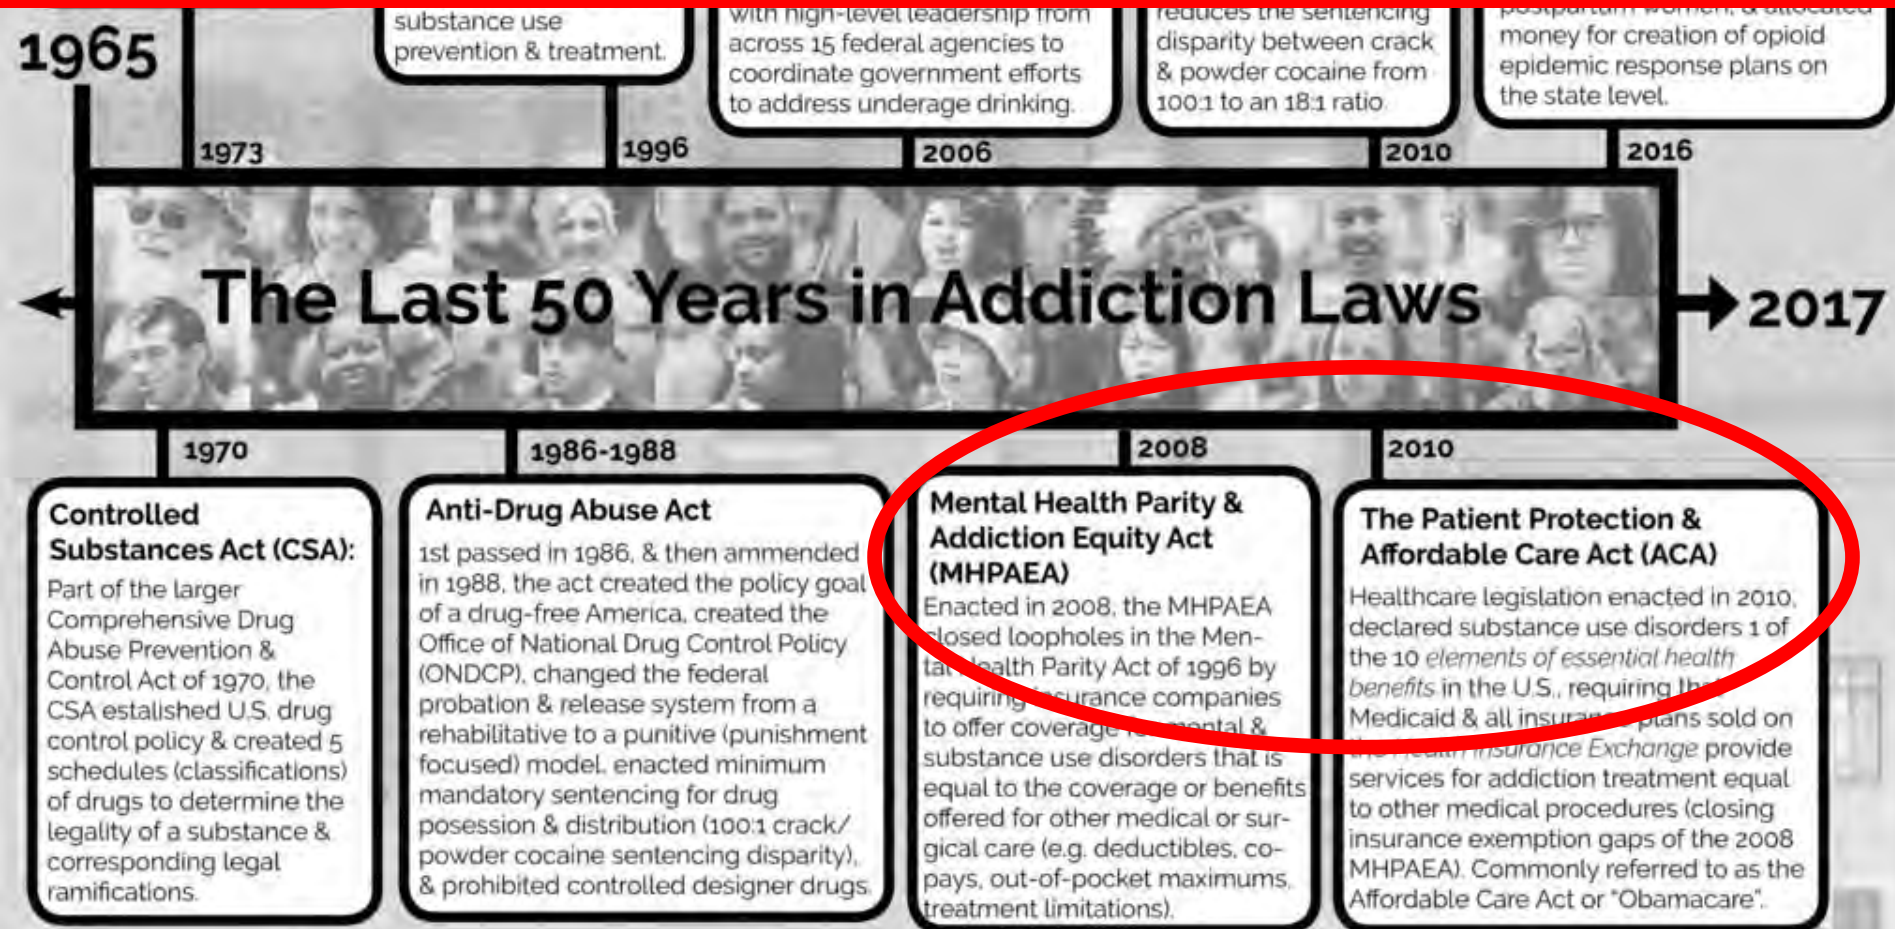 1965
substance use
prevention & treatment.
with high-level leadership from
across 15 federal agencies to
coordinate government efforts
to address underage drinking.
reduces the sentencing
disparity between crack
& powder cocaine from
100:1 to an 18:1 ratio.
postpartum women, & allocated
money for creation of opioid
epidemic response plans on
the state level.
1973
1996
2006
2010
2016
The Last 50 Years in Addiction Laws
2017
1970
1986-1988
2008
2010
Controlled
Substances Act (CSA):
Part of the larger
Comprehensive Drug
Abuse Prevention &
Control Act of 1970, the
CSA estalished U.S. drug
control policy & created 5
schedules (classifications)
of drugs to determine the
legality of a substance &
corresponding legal
ramifications.
Anti-Drug Abuse Act
1st passed in 1986, & then ammended
in 1988, the act created the policy goal
of a drug-free America, created the
Office of National Drug Control Policy
(ONDCP), changed the federal
probation & release system from a
rehabilitative to a punitive (punishment
focused) model, enacted minimum
mandatory sentencing for drug
posession & distribution (100:1 crack/
powder cocaine sentencing disparity),
& prohibited controlled designer drugs.
Mental Health Parity &
Addiction Equity Act
(MHPAEA)
Enacted in 2008, the MHPAEA
closed loopholes in the Men-
tal Health Parity Act of 1996 by
requiring insurance companies
to offer coverage for mental &
substance use disorders that is
equal to the coverage or benefits
offered for other medical or sur-
gical care (e.g. deductibles, co-
pays, out-of-pocket maximums,
treatment limitations).
The Patient Protection &
Affordable Care Act (ACA)
Healthcare legislation enacted in 2010,
declared substance use disorders 1 of
the 10 elements of essential health
benefits in the U.S., requiring that
Medicaid & all insurance plans sold on
the Health Insurance Exchange provide
services for addiction treatment equal
to other medical procedures (closing
insurance exemption gaps of the 2008
MHPAEA). Commonly referred to as the
Affordable Care Act or "Obamacare".